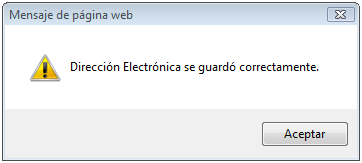 Mensaje de página web
Dirección Electrónica se guardó correctamente.
Aceptar